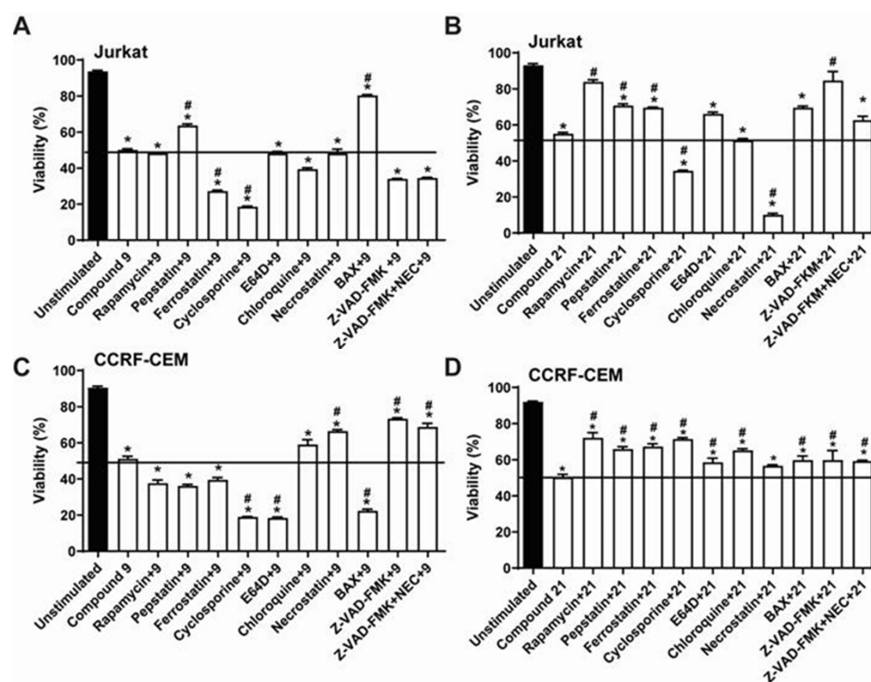 A
Jurkat
Viability (%)
100
80
60
40
20
0
*
*
#
*
#
*
#
*
*
*
*
#
*
*
*
Unstimulated
Compound 9
Rapamycin+9
Pepstatin+9
Ferrostatin+9
Cyclosporine+9
E64D+9
Chloroquine+9
Necrostatin+9
BAX+9
Z-VAD-FMK +9
Z-VAD-FMK+NEC+9
B
Jurkat
Viability (%)
100
80
60
40
20
0
*
#
#
*
#
*
#
*
*
*
#
*
*
#
*
Unstimulated
Compound 21
Rapamycin+21
Pepstatin+21
Ferrostatin+21
Cyclosporine+21
E64D+21
Chloroquine+21
Necrostatin+21
BAX+21
Z-VAD-FKM+21
Z-VAD-FKM+NEC+21
C
CCRF-CEM
Viability (%)
100
80
60
40
20
0
*
*
*
*
#
*
#
*
*
#
*
#
*
#
*
#
*
Unstimulated
Compound 9
Rapamycin+9
Pepstatin+9
Ferrostatin+9
Cyclosporine+9
E64D+9
Chloroquine+9
Necrostatin+9
BAX+9
Z-VAD-FMK+9
Z-VAD-FMK+NEC+9
D
CCRF-CEM
Viability (%)
100
80
60
40
20
0
*
#
*
#
*
#
*
#
*
#
*
#
*
*
#
*
#
*
#
*
Unstimulated
Compound 21
Rapamycin+21
Pepstatin+21
Ferrostatin+21
Cyclosporine+21
E64D+21
Chloroquine+21
Necrostatin+21
BAX+21
Z-VAD-FMK+21
Z-VAD-FMK+NEC+21